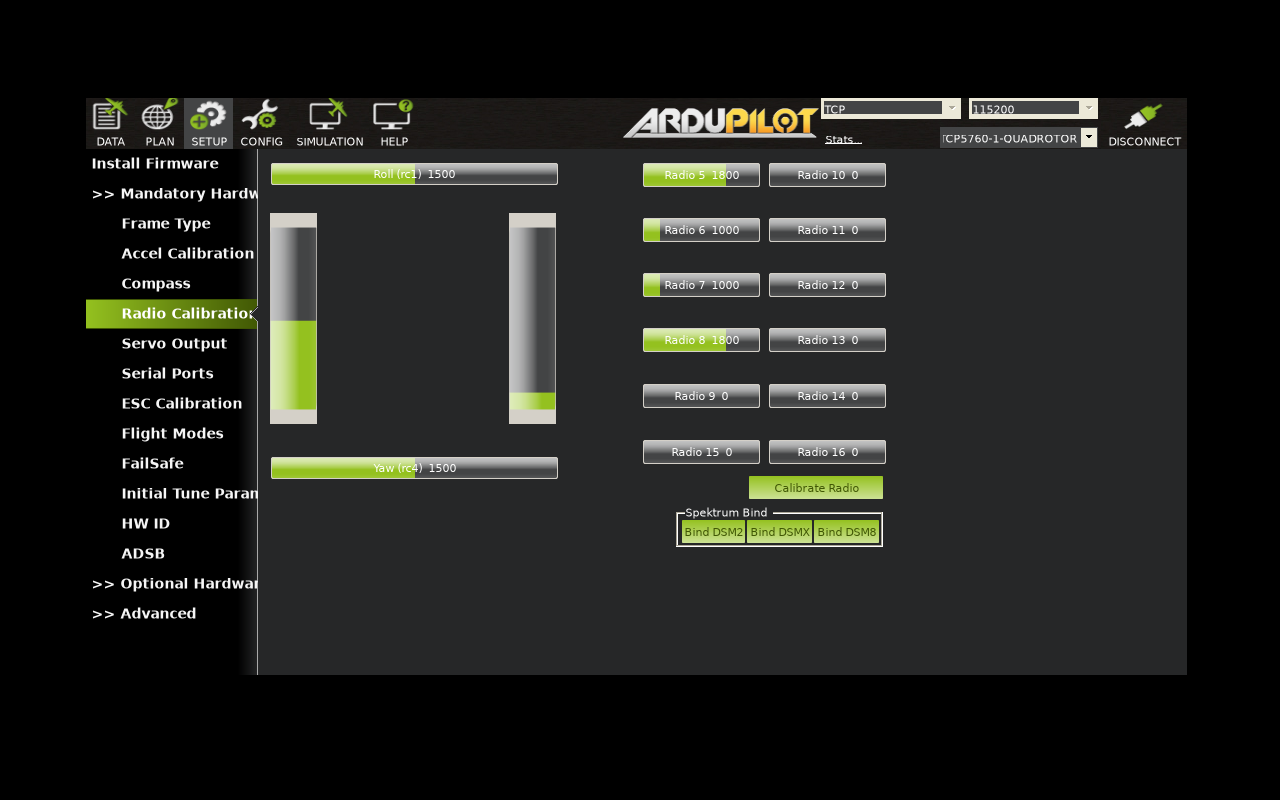 DATA PLAN SETUP CONFIG SIMULATION HELP
ARDUPILOT
TCP 115200
Stats... TCP5760-1-QUADROTOR
DISCONNECT
Install Firmware
>> Mandatory Hardw
Frame Type
Accel Calibration
Compass
Radio Calibration
Servo Output
Serial Ports
ESC Calibration
Flight Modes
FailSafe
Initial Tune Param
HW ID
ADSB
>> Optional Hardwar
>> Advanced
Roll (rc1) 1500
Yaw (rc4) 1500
Radio 5 1800 Radio 10 0
Radio 6 1000 Radio 11 0
Radio 7 1000 Radio 12 0
Radio 8 1800 Radio 13 0
Radio 9 0 Radio 14 0
Radio 15 0 Radio 16 0
Calibrate Radio
Spektrum Bind
Bind DSM2 Bind DSMX Bind DSM8